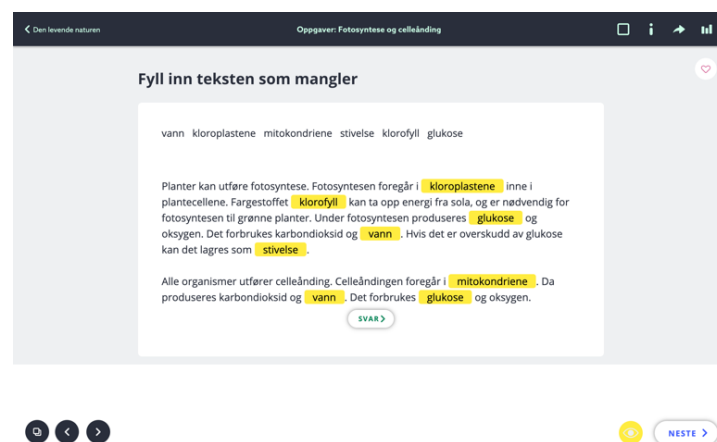 Den levende naturen
Oppgaver: Fotosyntese og celleånding
Fyll inn teksten som mangler
vann kloroplastene mitokondriene stivelse klorofyll glukose
Planter kan utføre fotosyntese. Fotosyntesen foregår i kloroplastene inne i
plantecellene. Fargestoffet klorofyll kan ta opp energi fra sola, og er nødvendig for
fotosyntesen til grønne planter. Under fotosyntesen produseres glukose og
oksygen. Det forbrukes karbondioksid og vann . Hvis det er overskudd av glukose
kan det lagres som stivelse .
Alle organismer utfører celleånding. Celleåndingen foregår i mitokondriene . Da
produseres karbondioksid og vann . Det forbrukes glukose og oksygen.
SVAR
NESTE